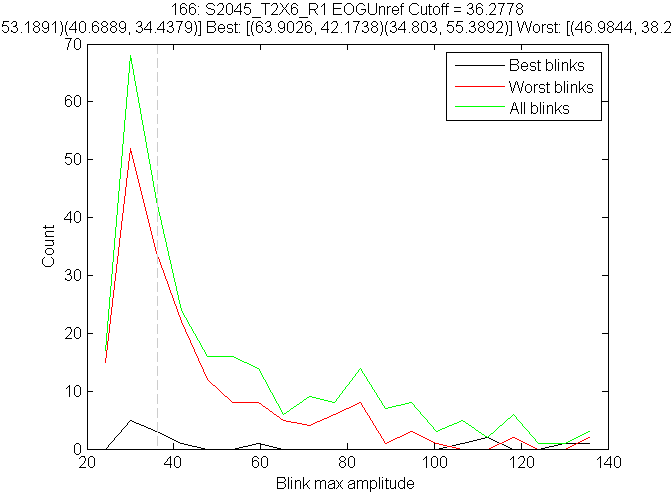 166: S2045_T2X6_R1 EOGUnref Cutoff = 36.2778
53.1891)(40.6889, 34.4379)] Best: [(63.9026, 42.1738)(34.803, 55.3892)] Worst: [(46.9844, 38.2
70
60
50
40
30
20
10
0
Count
Best blinks
Worst blinks
All blinks
20
40
60
80
100
120
140
Blink max amplitude